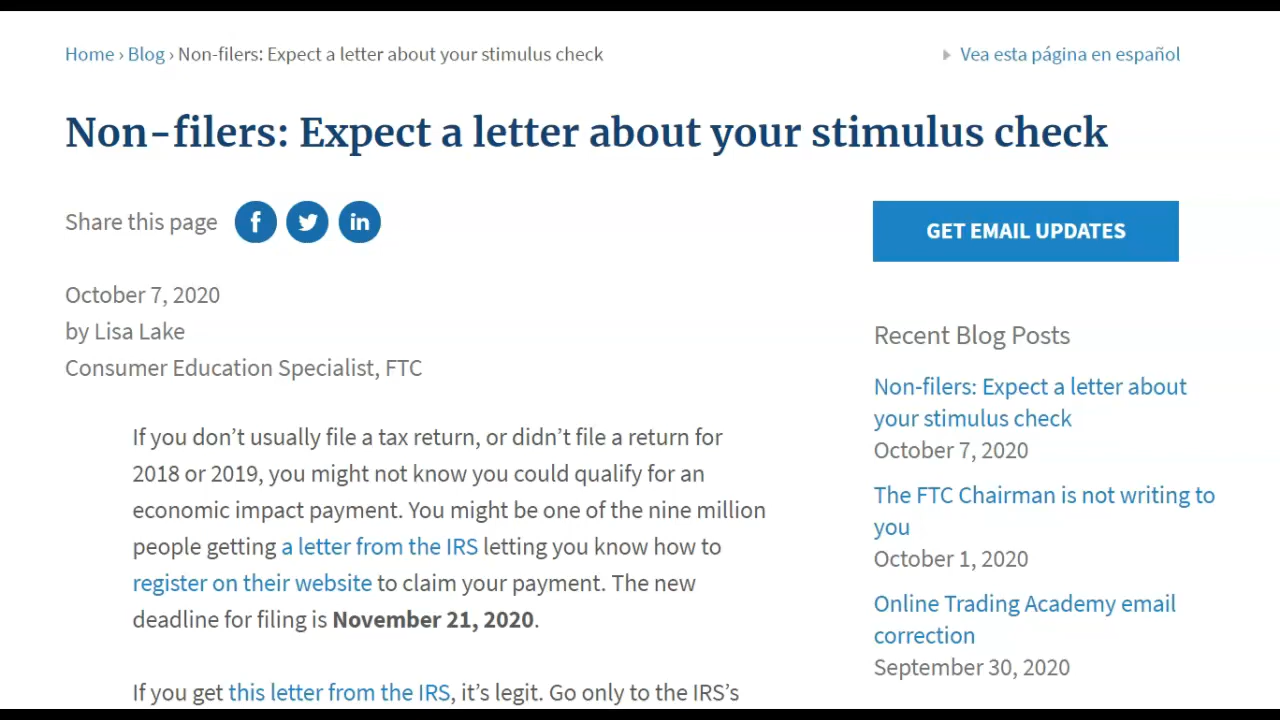 Home › Blog › Non-filers: Expect a letter about your stimulus check
Vea esta página en español
Non-filers: Expect a letter about your stimulus check
Share this page
October 7, 2020
by Lisa Lake
Consumer Education Specialist, FTC
If you don't usually file a tax return, or didn't file a return for
2018 or 2019, you might not know you could qualify for an
economic impact payment. You might be one of the nine million
people getting a letter from the IRS letting you know how to
register on their website to claim your payment. The new
deadline for filing is November 21, 2020.
If you get this letter from the IRS, it's legit. Go only to the IRS's
GET EMAIL UPDATES
Recent Blog Posts
Non-filers: Expect a letter about
your stimulus check
October 7, 2020
The FTC Chairman is not writing to
you
October 1, 2020
Online Trading Academy email
correction
September 30, 2020